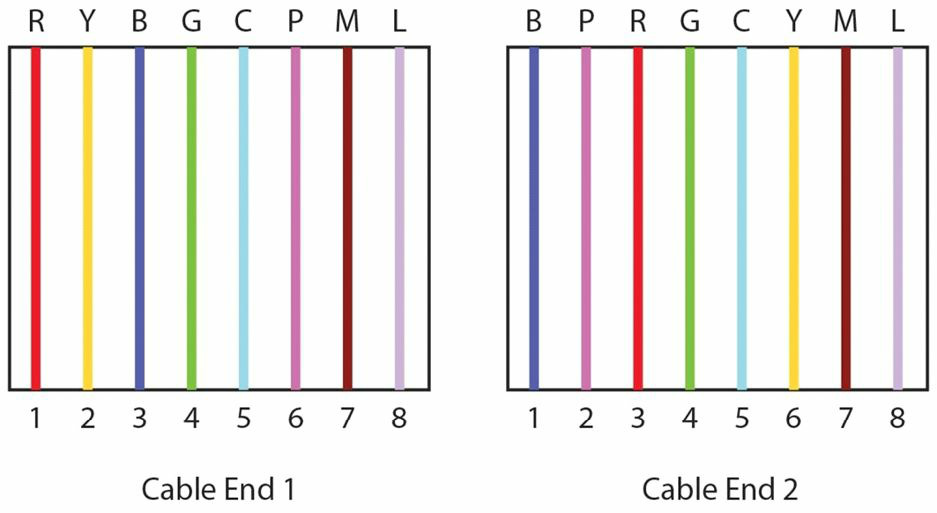 R Y B G C P M L
B P R G C Y M L
1 2 3 4 5 6 7 8
1 2 3 4 5 6 7 8
Cable End 1
Cable End 2